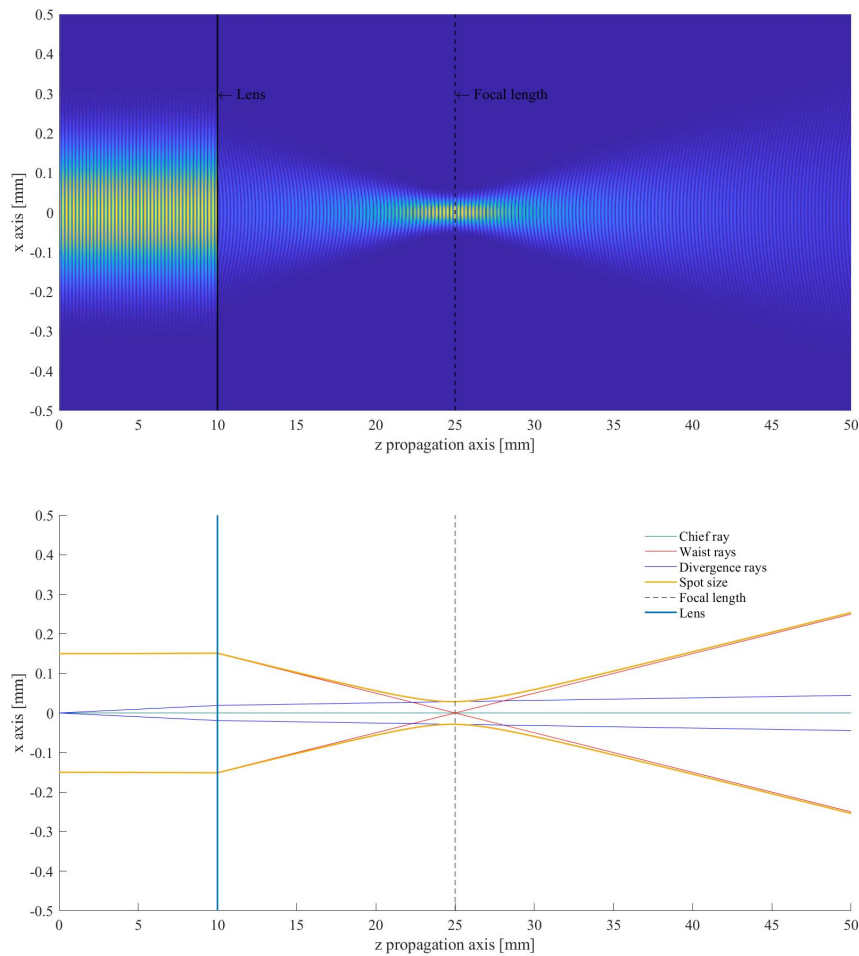 0.5
0.4
0.3
0.2
0.1
0
-0.1
-0.2
-0.3
-0.4
-0.5
x axis [mm]
← Lens
← Focal length
0 5 10 15 20 25 30 35 40 45 50
z propagation axis [mm]
0.5
0.4
0.3
0.2
0.1
0
-0.1
-0.2
-0.3
-0.4
-0.5
x axis [mm]
Chief ray
Waist rays
Divergence rays
Spot size
Focal length
Lens
0 5 10 15 20 25 30 35 40 45 50
z propagation axis [mm]